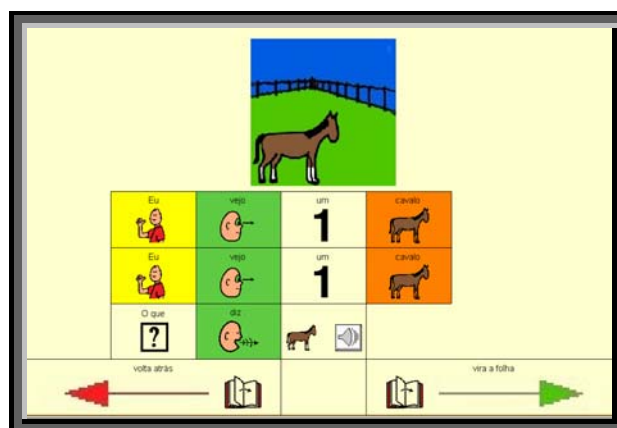 Eu vejo um cavalo
1
Eu vejo um cavalo
1
O que diz
?
volta atrás vira a folha